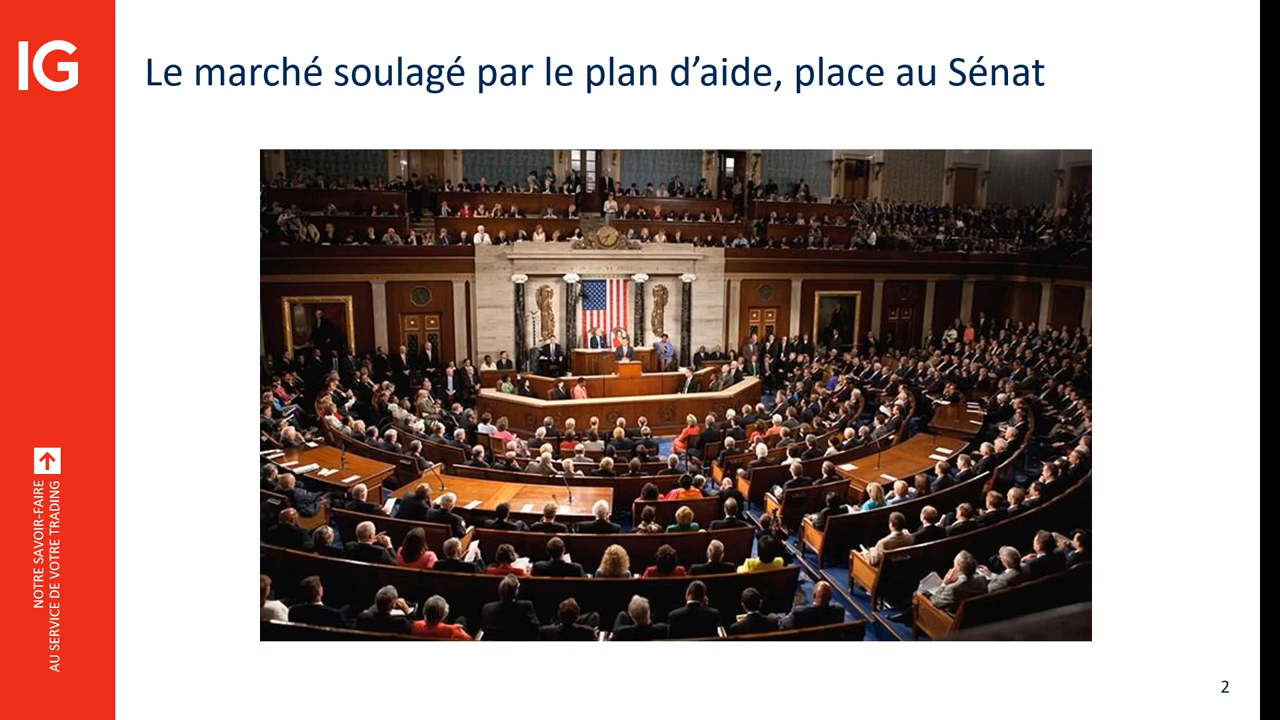 IG
Le marché soulagé par le plan d’aide, place au Sénat
NOTRE SAVOIR-FAIRE
AU SERVICE DE VOTRE TRADING
2